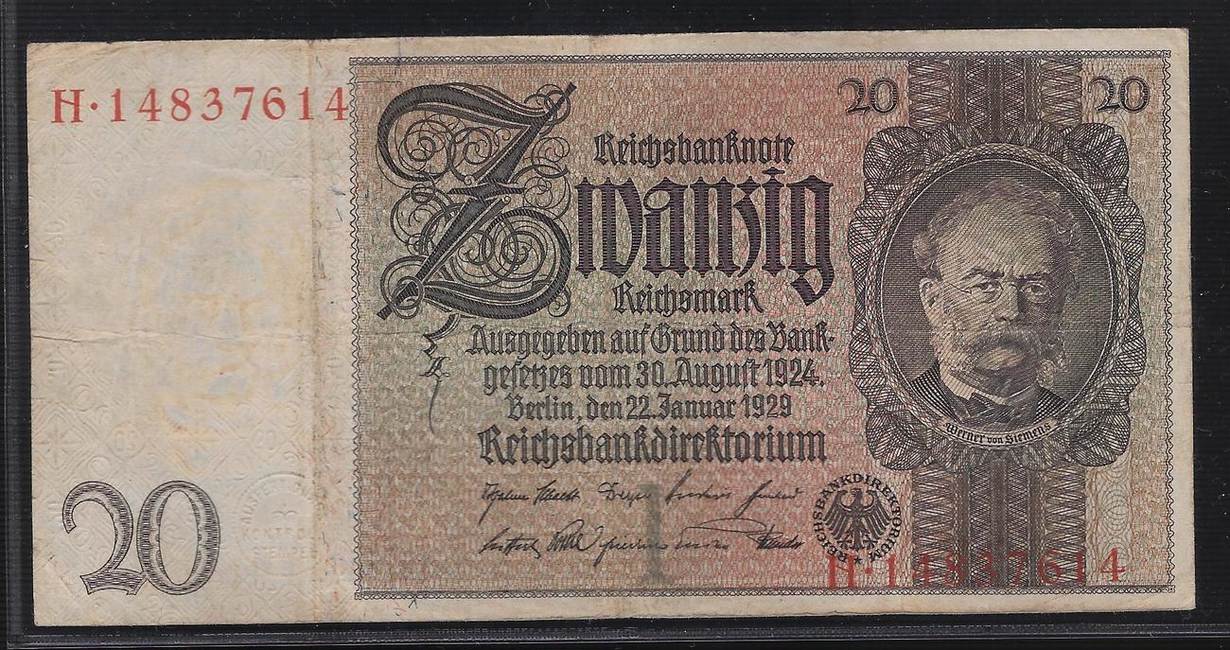 H·14837614
20
20
Reichsbanknote
Zwanzig
Reichsmark
Ausgegeben auf Grund des Bank-
gesetzes vom 30. August 1924.
Berlin, den 22. Januar 1929
Reichsbankdirektorium
Werner von Siemens
REICHSBANKDIREKTORIUM
20
H·14837614